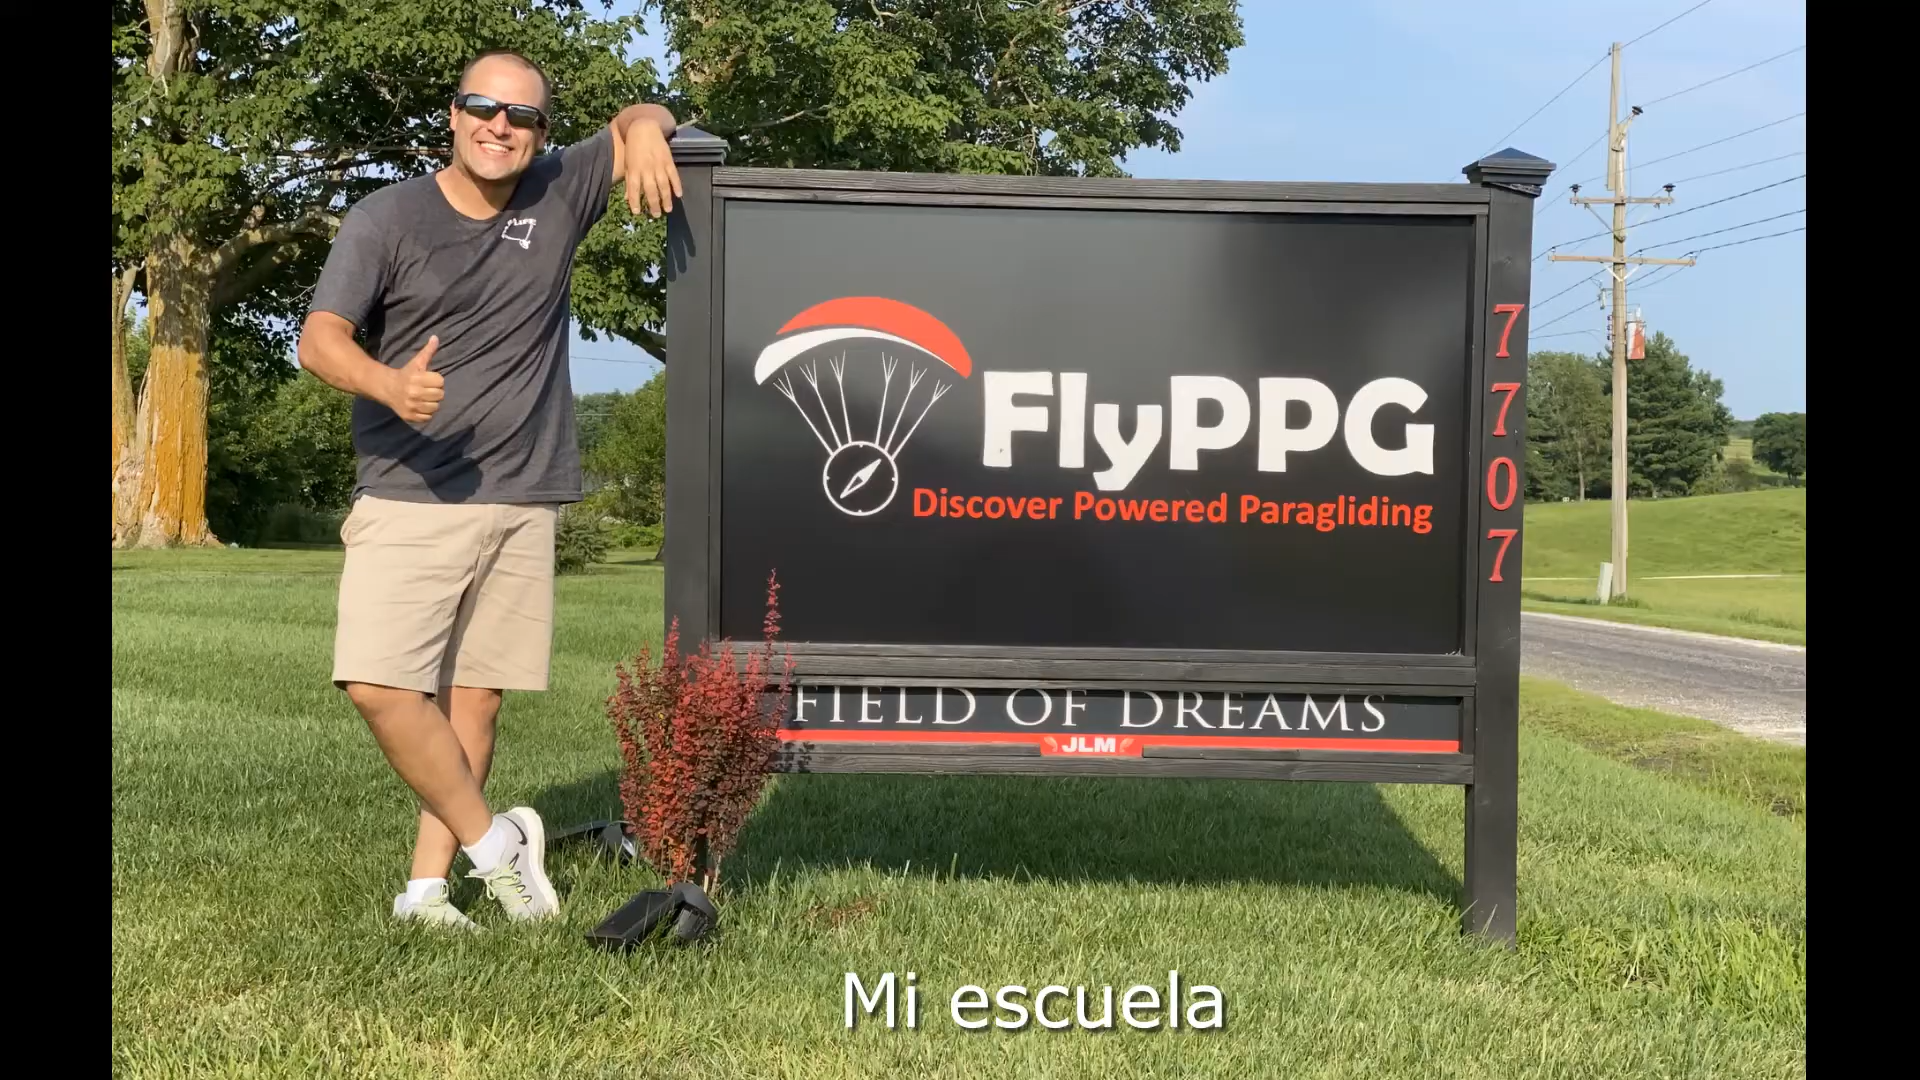 FlyPPG
Discover Powered Paragliding
7707
FIELD OF DREAMS
JLM
Mi escuela